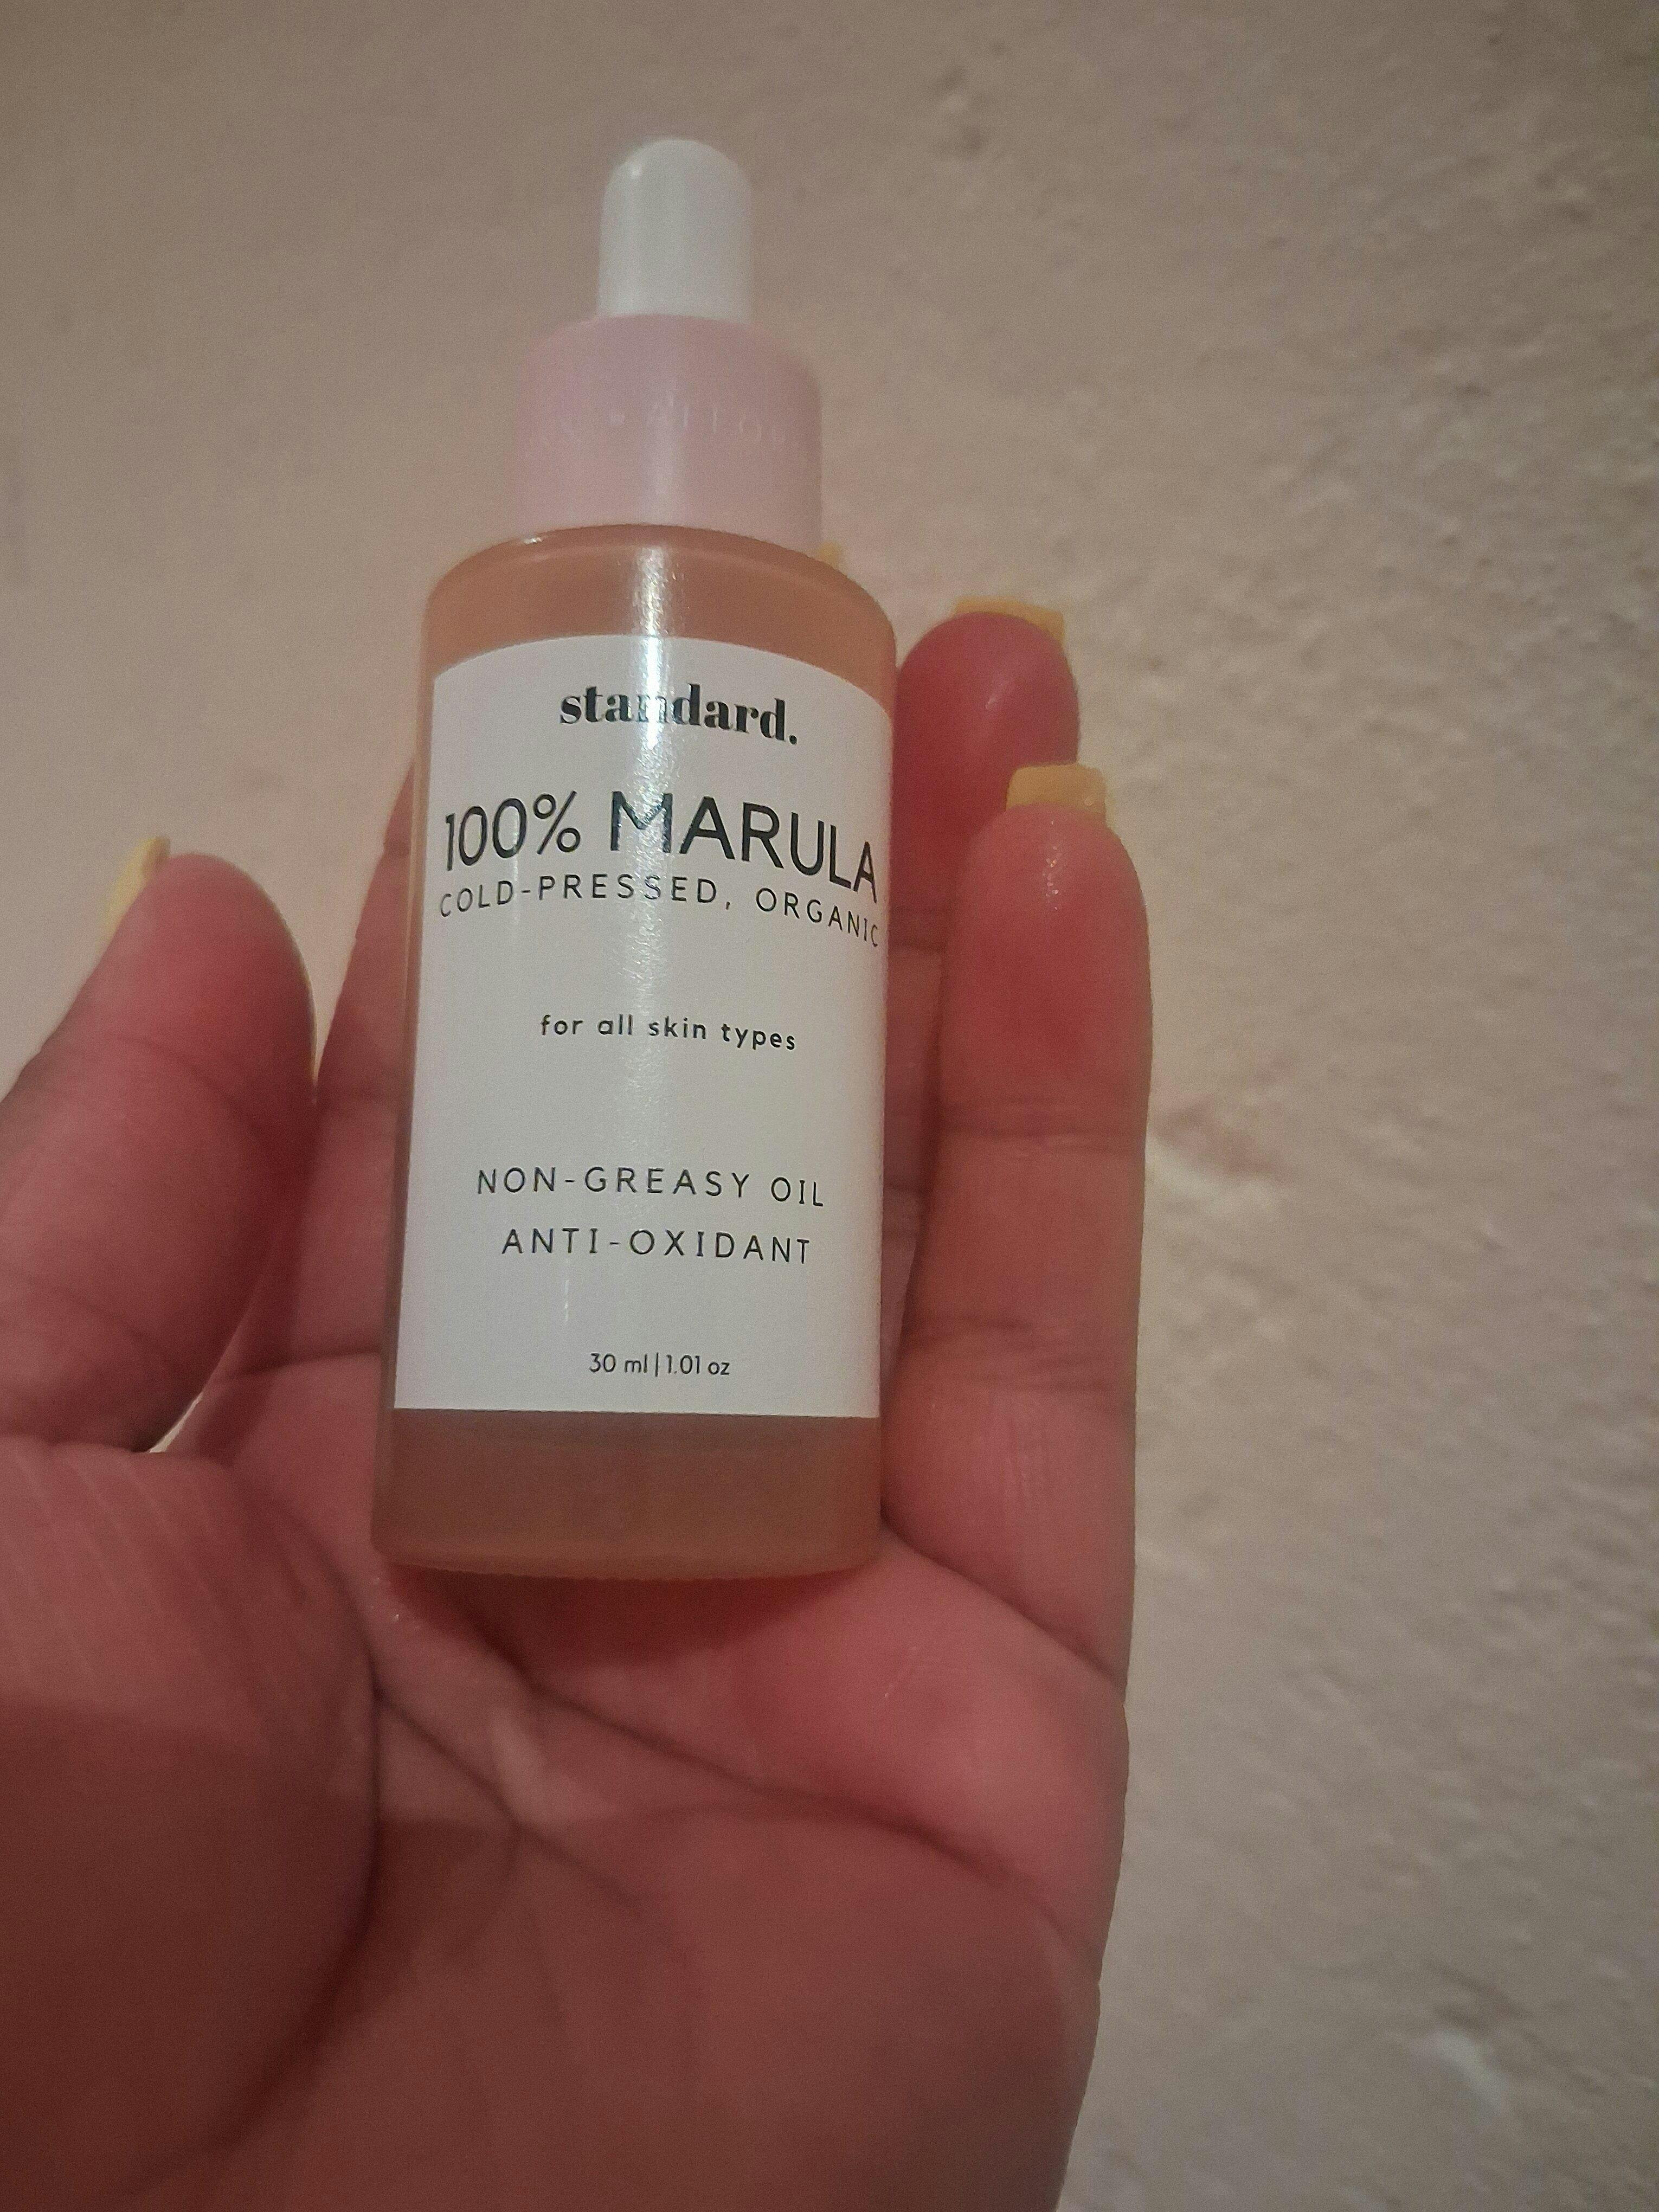 standard.
100% MARULA
COLD-PRESSED, ORGANIC
for all skin types
NON-GREASY OIL
ANTI-OXIDANT
30 ml | 1.01 oz